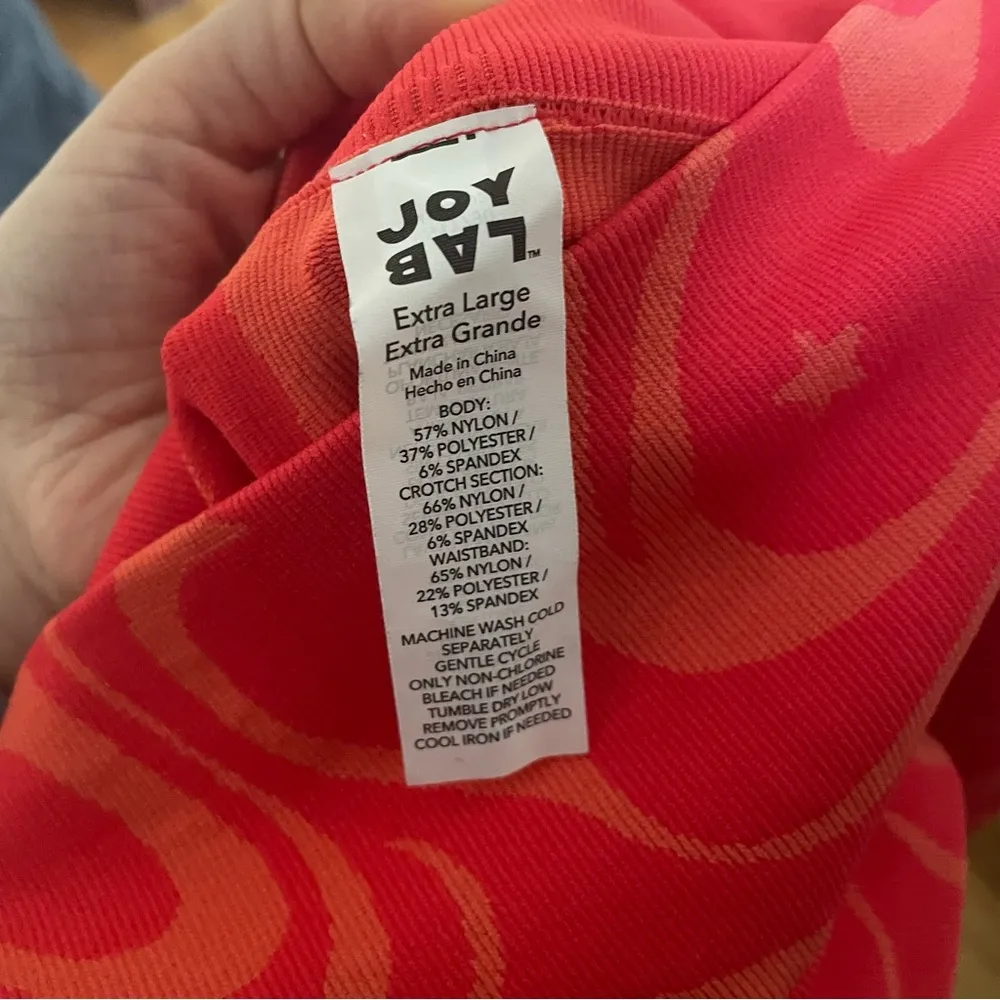 JOY
LAB™
Extra Large
Extra Grande
Made in China
Hecho en China
BODY:
57% NYLON /
37% POLYESTER /
6% SPANDEX
CROTCH SECTION:
66% NYLON /
28% POLYESTER /
6% SPANDEX
WAISTBAND:
65% NYLON /
22% POLYESTER /
13% SPANDEX
MACHINE WASH COLD
SEPARATELY
GENTLE CYCLE
ONLY NON-CHLORINE
BLEACH IF NEEDED
TUMBLE DRY LOW
REMOVE PROMPTLY
COOL IRON IF NEEDED